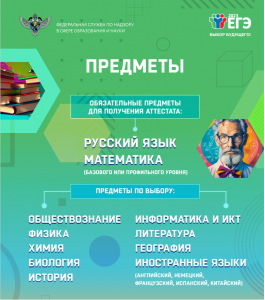 ФЕДЕРАЛЬНАЯ СЛУЖБА ПО НАДЗОРУ
В СФЕРЕ ОБРАЗОВАНИЯ И НАУКИ
ЕГЭ
ВЫБОР БУДУЩЕГО!
ПРЕДМЕТЫ
ОБЯЗАТЕЛЬНЫЕ ПРЕДМЕТЫ
ДЛЯ ПОЛУЧЕНИЯ АТТЕСТАТА:
РУССКИЙ ЯЗЫК
МАТЕМАТИКА
(БАЗОВОГО ИЛИ ПРОФИЛЬНОГО УРОВНЯ)
ПРЕДМЕТЫ ПО ВЫБОРУ:
ОБЩЕСТВОЗНАНИЕ
ФИЗИКА
ХИМИЯ
БИОЛОГИЯ
ИСТОРИЯ
ИНФОРМАТИКА И ИКТ
ЛИТЕРАТУРА
ГЕОГРАФИЯ
ИНОСТРАННЫЕ ЯЗЫКИ
(АНГЛИЙСКИЙ, НЕМЕЦКИЙ,
ФРАНЦУЗСКИЙ, ИСПАНСКИЙ, КИТАЙСКИЙ)